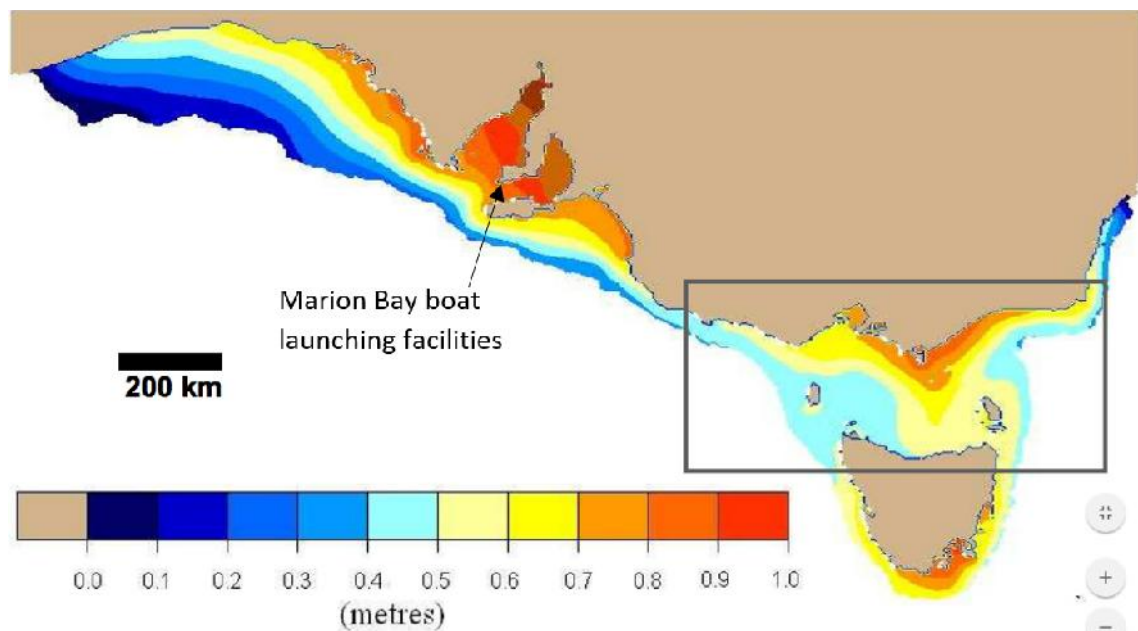 Marion Bay boat
launching facilities
200 km
0.0 0.1 0.2 0.3 0.4 0.5 0.6 0.7 0.8 0.9 1.0
(metres)
+
−